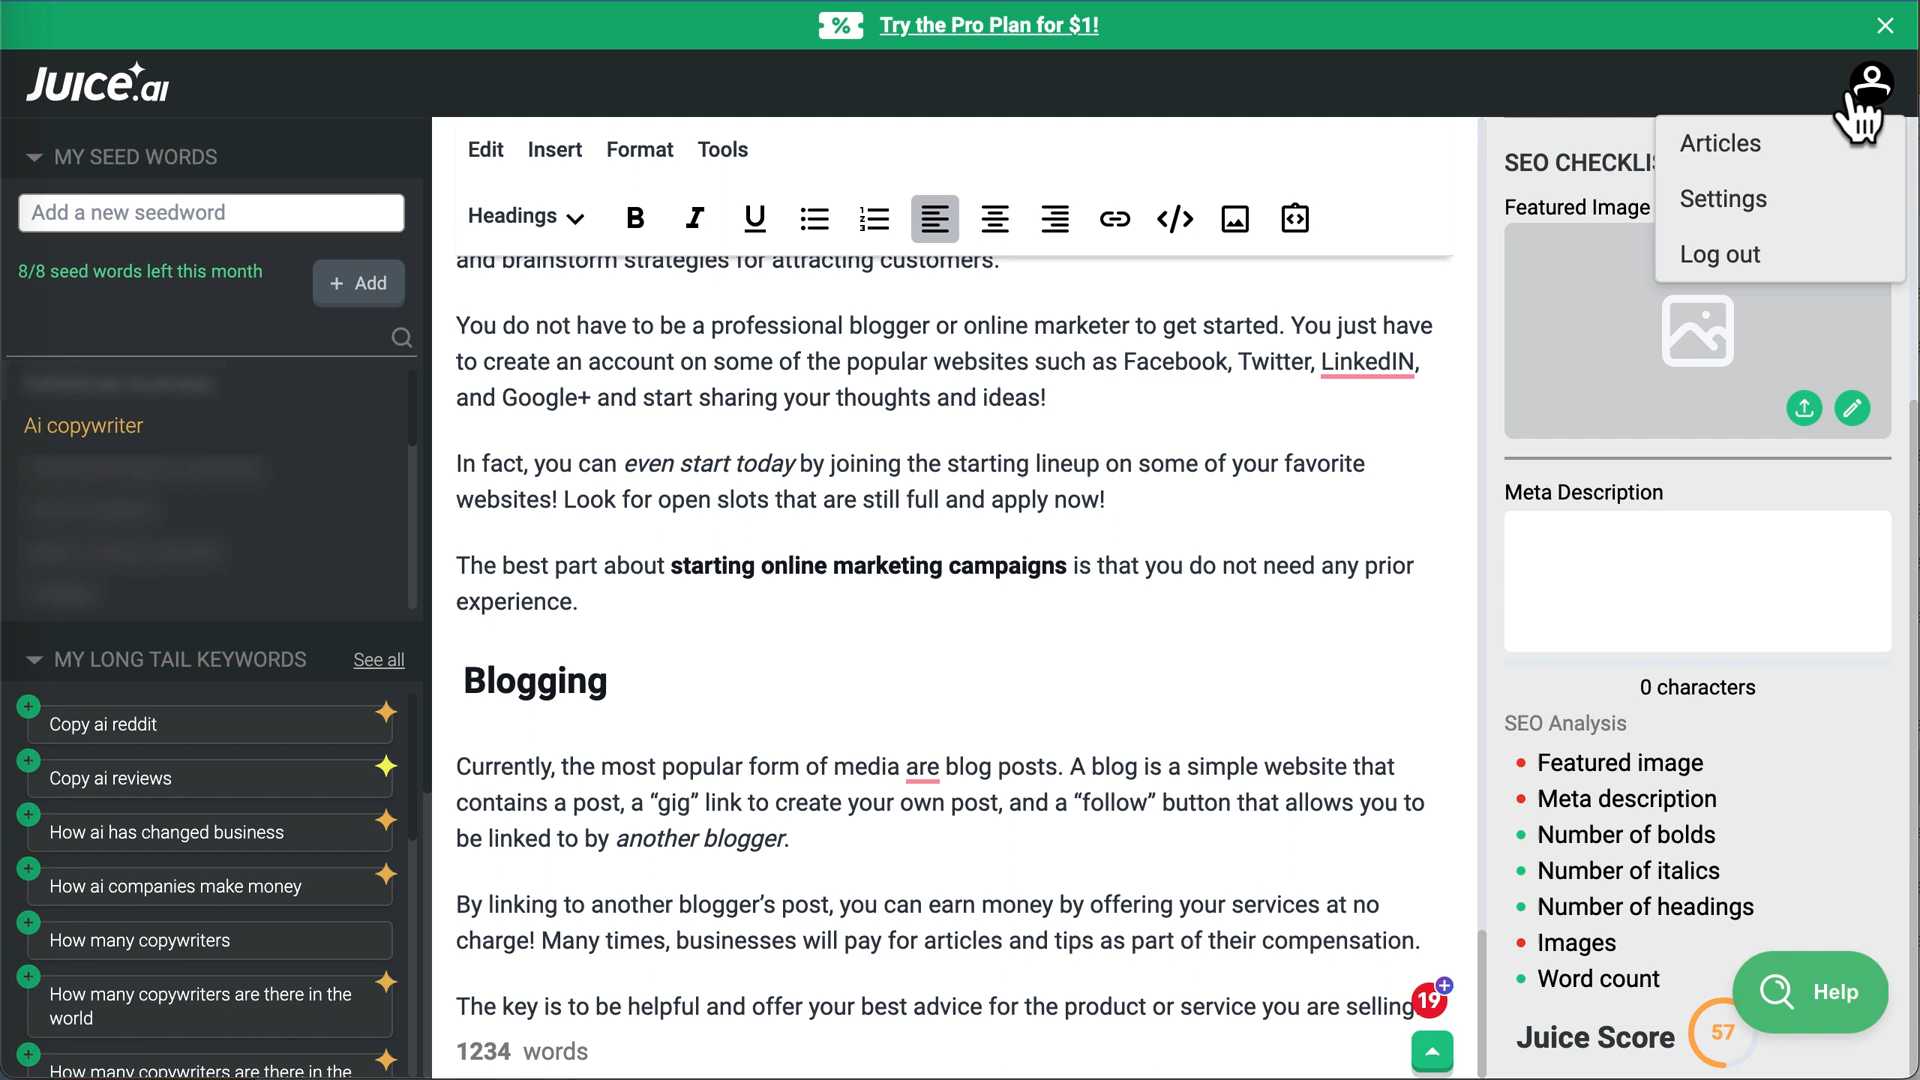 % Try the Pro Plan for $1!
Juice.ai
MY SEED WORDS
Add a new seedword
8/8 seed words left this month
+ Add
Ai copywriter
MY LONG TAIL KEYWORDS See all
Copy ai reddit
Copy ai reviews
How ai has changed business
How ai companies make money
How many copywriters
How many copywriters are there in the
world
How many copywriters are there in the
Edit Insert Format Tools
Headings B I U
and brainstorm strategies for attracting customers.
You do not have to be a professional blogger or online marketer to get started. You just have
to create an account on some of the popular websites such as Facebook, Twitter, LinkedIN,
and Google+ and start sharing your thoughts and ideas!
In fact, you can even start today by joining the starting lineup on some of your favorite
websites! Look for open slots that are still full and apply now!
The best part about starting online marketing campaigns is that you do not need any prior
experience.
Blogging
Currently, the most popular form of media are blog posts. A blog is a simple website that
contains a post, a “gig” link to create your own post, and a “follow” button that allows you to
be linked to by another blogger.
By linking to another blogger’s post, you can earn money by offering your services at no
charge! Many times, businesses will pay for articles and tips as part of their compensation.
The key is to be helpful and offer your best advice for the product or service you are selling
19
1234 words
Articles
Settings
Log out
SEO
Featured Image
Meta Description
0 characters
SEO Analysis
Featured image
Meta description
Number of bolds
Number of italics
Number of headings
Images
Word count
Help
Juice Score 57